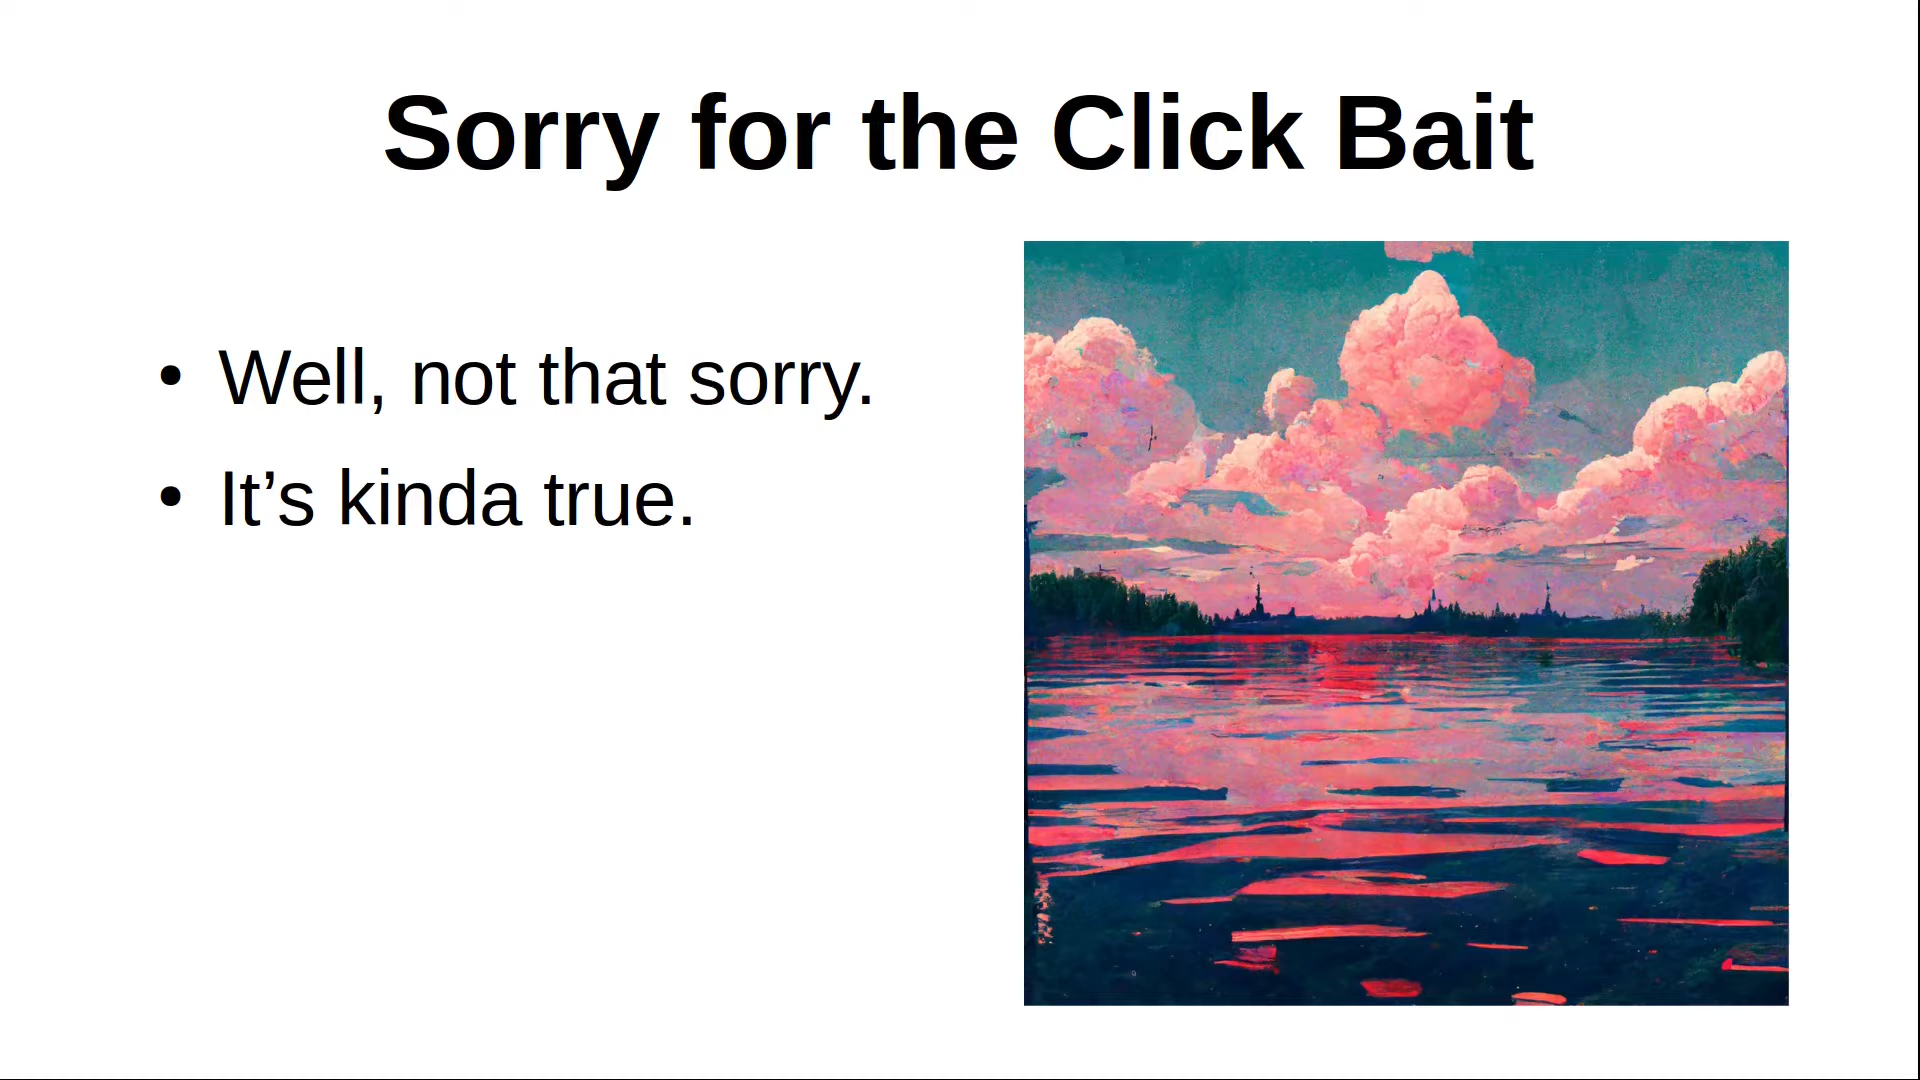 Sorry for the Click Bait
• Well, not that sorry.
• It’s kinda true.